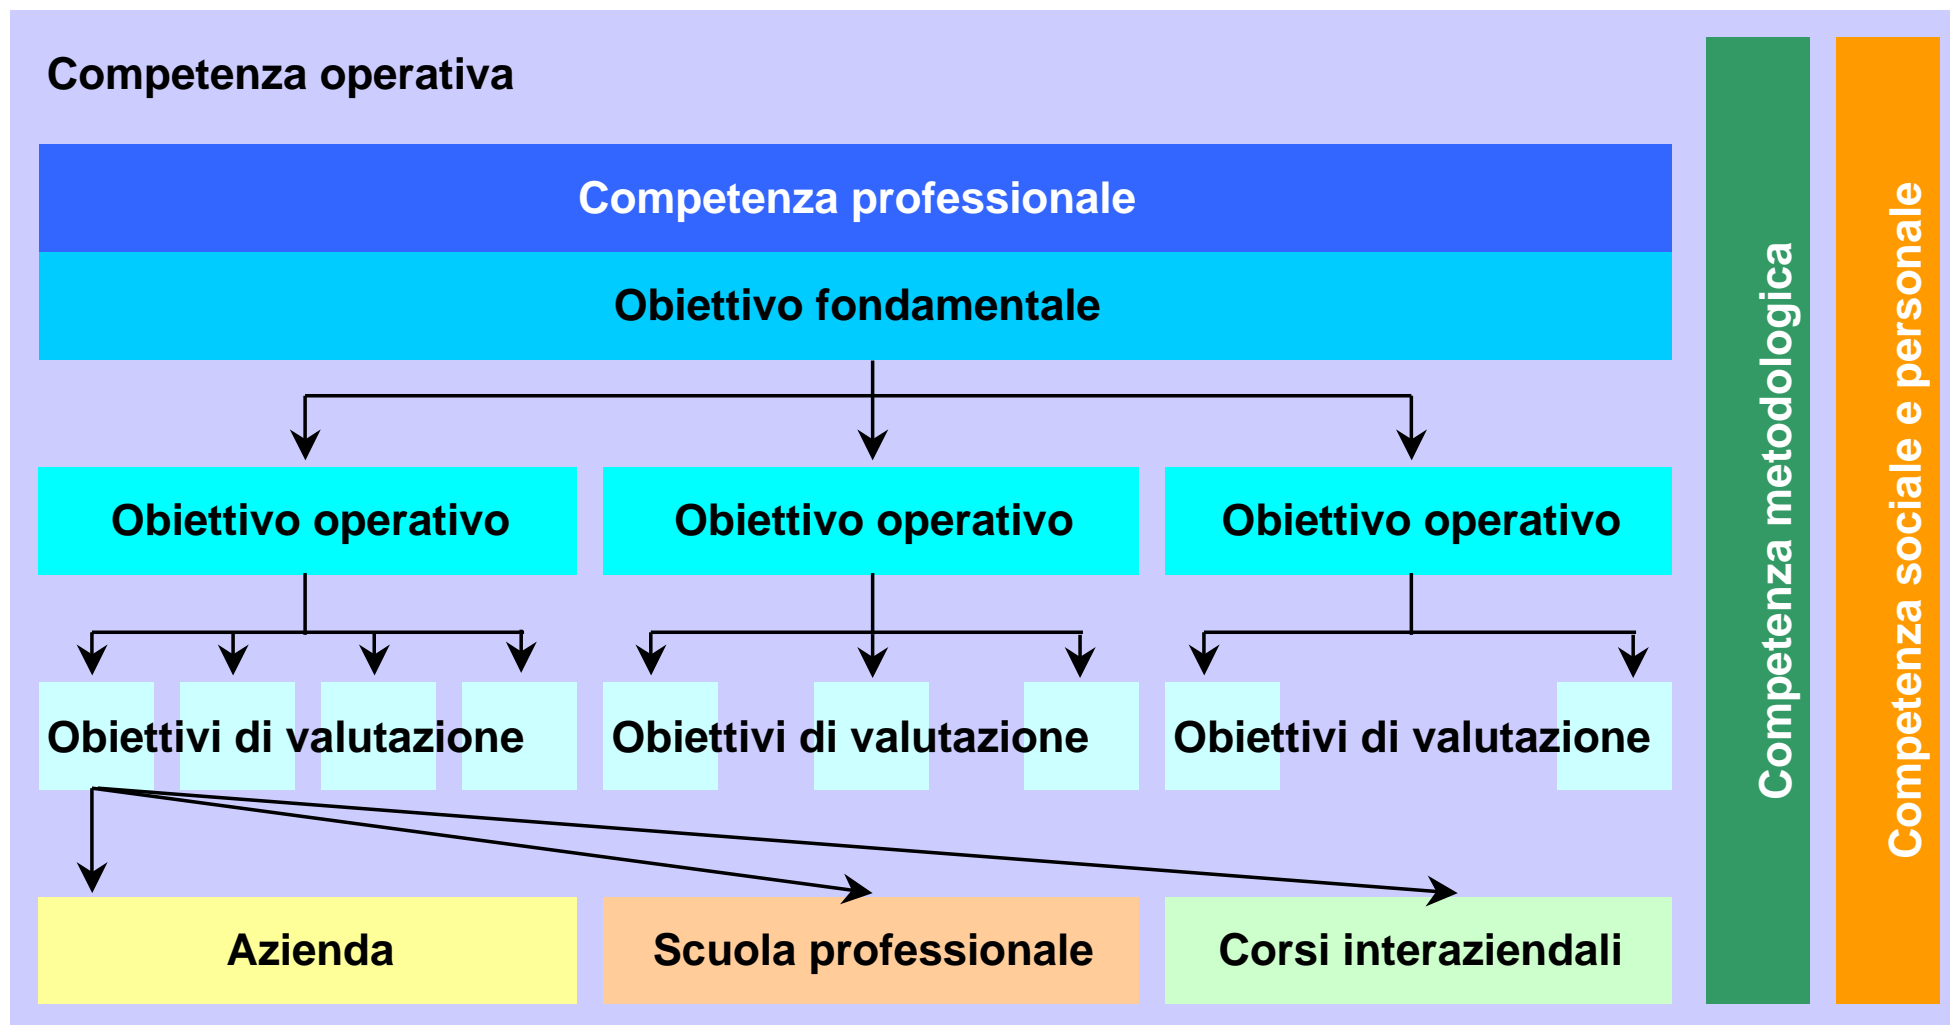 Competenza operativa
Competenza professionale
Obiettivo fondamentale
Obiettivo operativo
Obiettivo operativo
Obiettivo operativo
Obiettivi di valutazione
Obiettivi di valutazione
Obiettivi di valutazione
Azienda
Scuola professionale
Corsi interaziendali
Competenza metodologica
Competenza sociale e personale